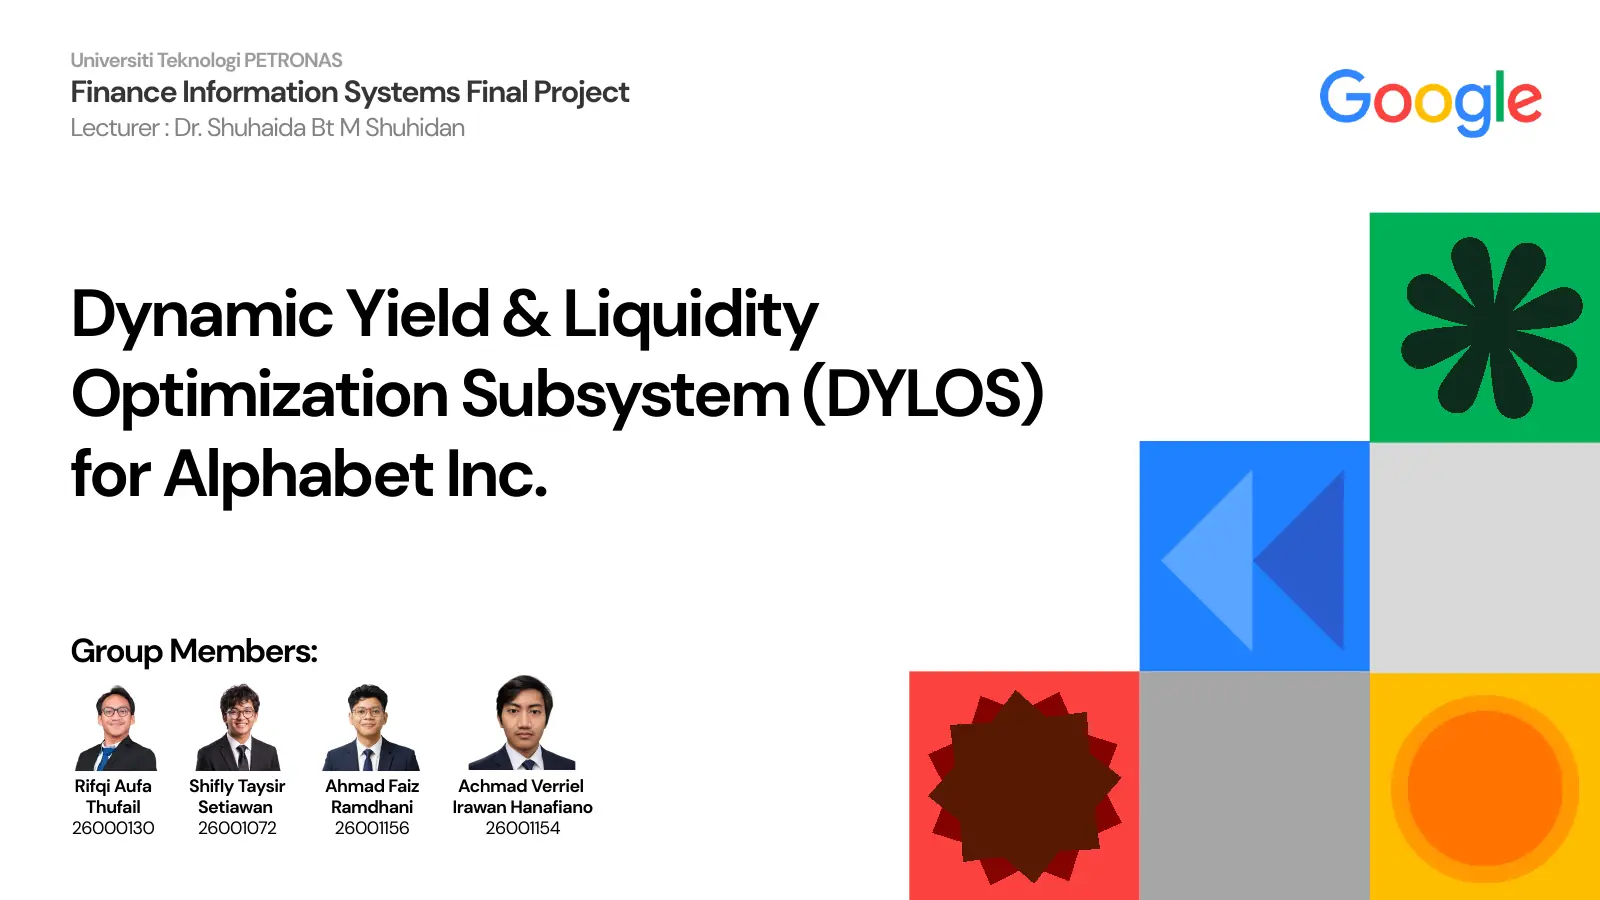 Universiti Teknologi PETRONAS
Finance Information Systems Final Project
Lecturer : Dr. Shuhaida Bt M Shuhidan
Google
Dynamic Yield & Liquidity
Optimization Subsystem (DYLOS)
for Alphabet Inc.
Group Members:
Rifqi Aufa
Thufail
26000130
Shifly Taysir
Setiawan
26001072
Ahmad Faiz
Ramdhani
26001156
Achmad Verriel
Irawan Hanafiano
26001154